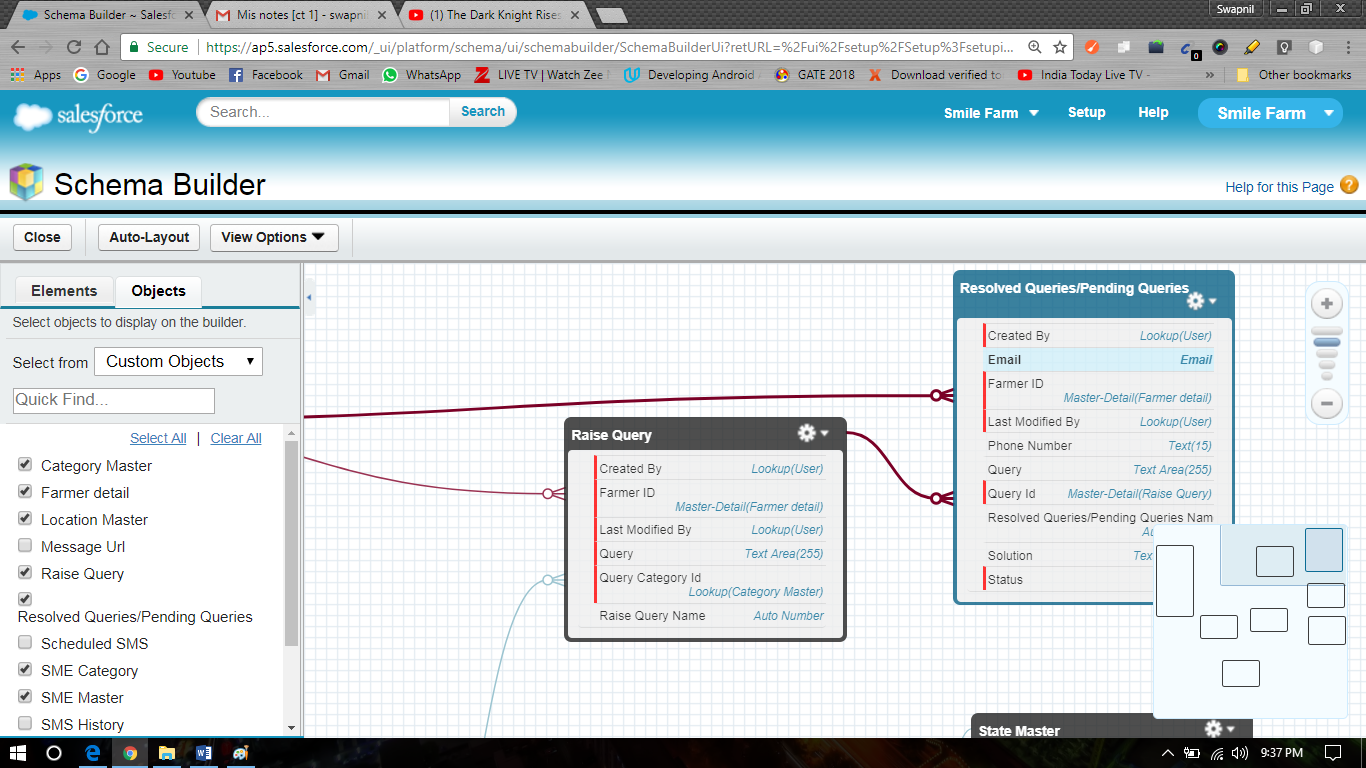 Schema Builder ~ Salesfo
Mis notes [ct 1] - swapnil
(1) The Dark Knight Rises
Swapnil
Secure
https://ap5.salesforce.com/_ui/platform/schema/ui/schemabuilder/SchemaBuilderUi?retURL=%2Fui%2Fsetup%2FSetup%3Fsetupi...
0
Apps
Google
Youtube
Facebook
Gmail
WhatsApp
LIVE TV | Watch Zee
Developing Android
GATE 2018
Download verified to
India Today Live TV -
»
Other bookmarks
salesforce
Search...
Search
Smile Farm
Setup
Help
Smile Farm
Schema Builder
Help for this Page
Close
Auto-Layout
View Options
Elements
Objects
Select objects to display on the builder.
Select from
Custom Objects
Quick Find...
Select All | Clear All
Category Master
Farmer detail
Location Master
Message Url
Raise Query
Resolved Queries/Pending Queries
Scheduled SMS
SME Category
SME Master
SMS History
Raise Query
Created By Lookup(User)
Farmer ID
Master-Detail(Farmer detail)
Last Modified By Lookup(User)
Query Text Area(255)
Query Category Id
Lookup(Category Master)
Raise Query Name Auto Number
Resolved Queries/Pending Queries
Created By Lookup(User)
Email Email
Farmer ID
Master-Detail(Farmer detail)
Last Modified By Lookup(User)
Phone Number Text(15)
Query Text Area(255)
Query Id Master-Detail(Raise Query)
Resolved Queries/Pending Queries Nam
Solution
Status
State Master
9:37 PM